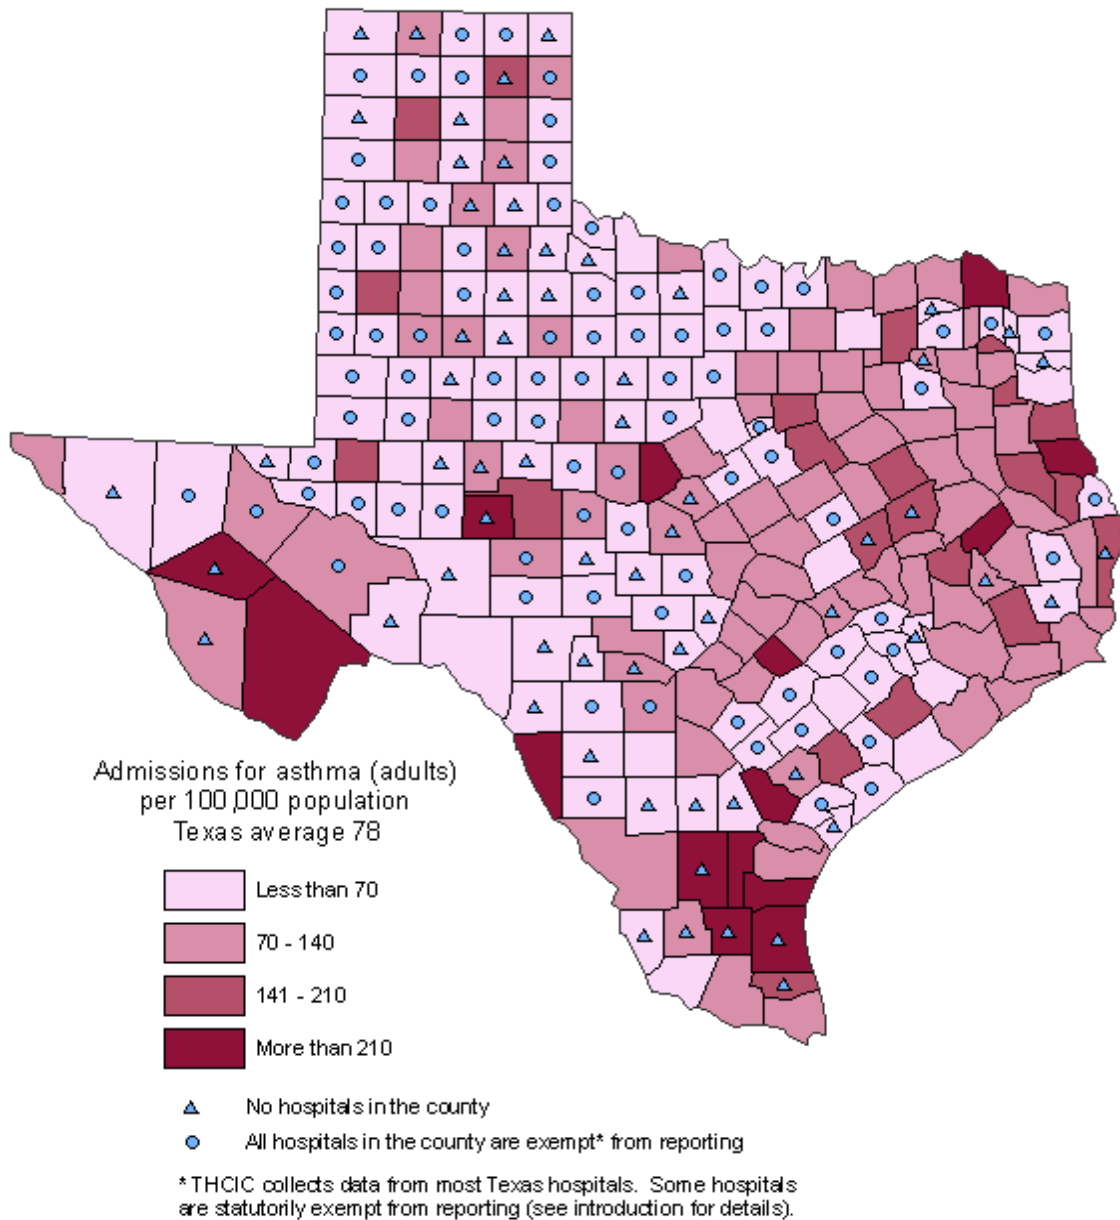 Admissions for asthma (adults)
per 100,000 population
Texas average 78
Less than 70
70 - 140
141 - 210
More than 210
No hospitals in the county
All hospitals in the county are exempt* from reporting
* THCIC collects data from most Texas hospitals. Some hospitals
are statutorily exempt from reporting (see introduction for details).